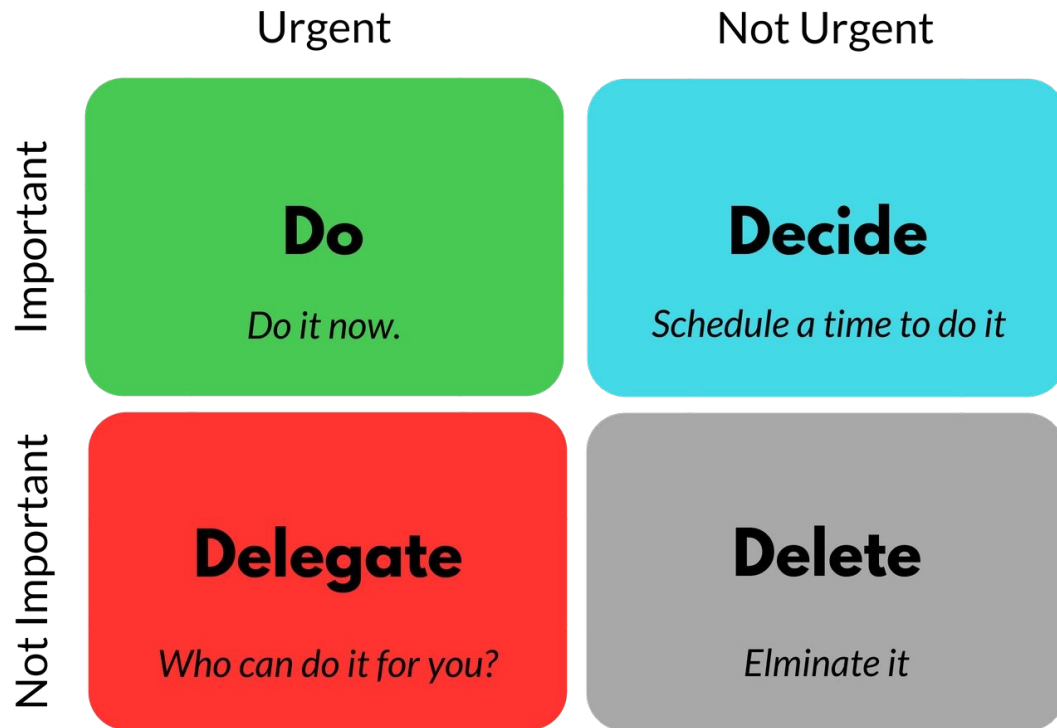 Urgent
Not Urgent
Important
Do
Do it now.
Decide
Schedule a time to do it
Not Important
Delegate
Who can do it for you?
Delete
Elminate it